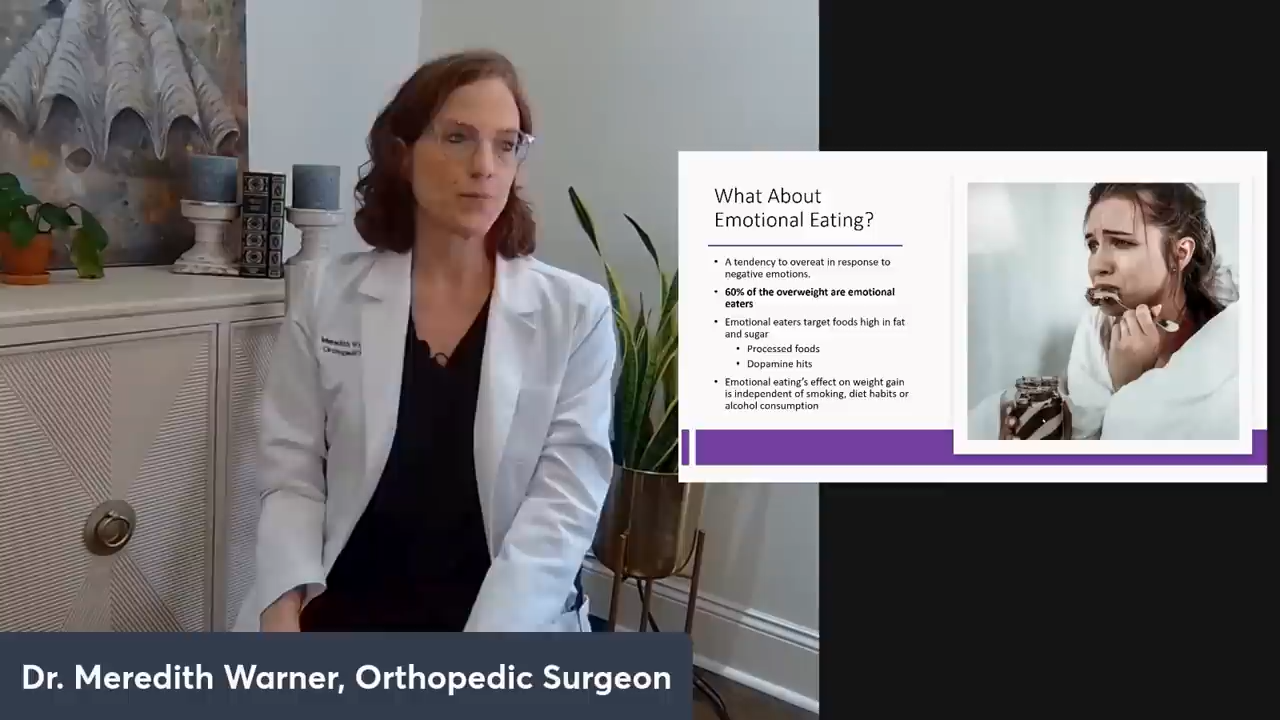 What About
Emotional Eating?
• A tendency to overeat in response to
negative emotions.
• 60% of the overweight are emotional
eaters
• Emotional eaters target foods high in fat
and sugar
• Processed foods
• Dopamine hits
• Emotional eating's effect on weight gain
is independent of smoking, diet habits or
alcohol consumption
Meredith
Orthopedic
Dr. Meredith Warner, Orthopedic Surgeon